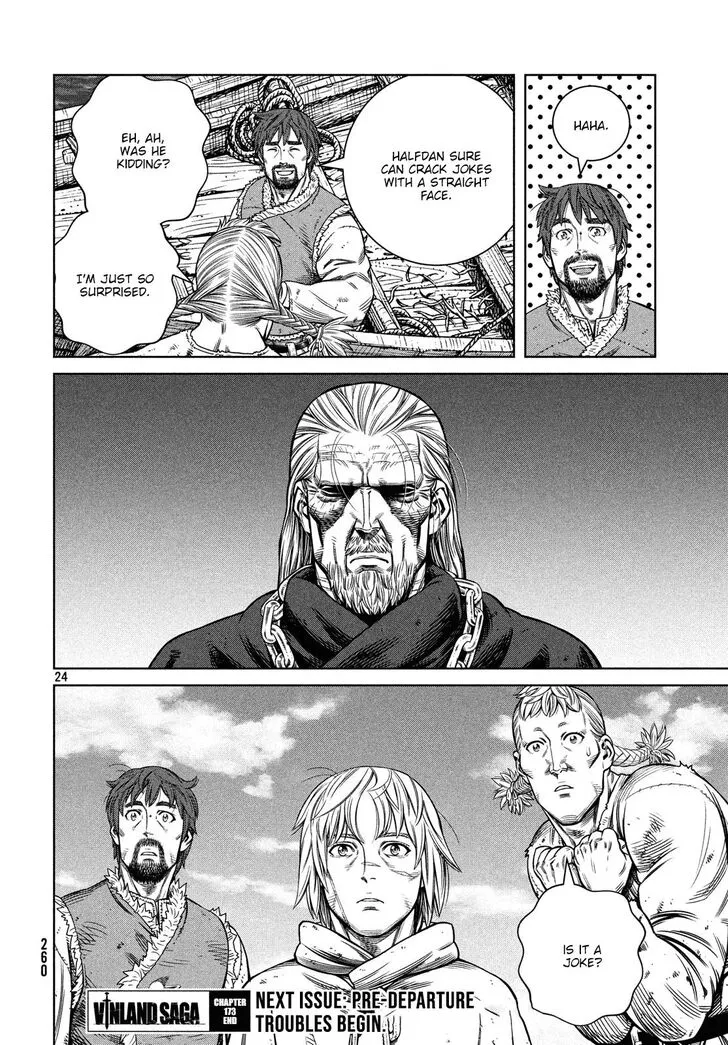 HAHA.
HALFDAN SURE
CAN CRACK JOKES
WITH A STRAIGHT
FACE.
EH, AH,
WAS HE
KIDDING?
I'M JUST SO
SURPRISED.
24
IS IT A
JOKE?
260
VINLAND SAGA
CHAPTER
173
END
NEXT ISSUE: PRE-DEPARTURE
TROUBLES BEGIN.